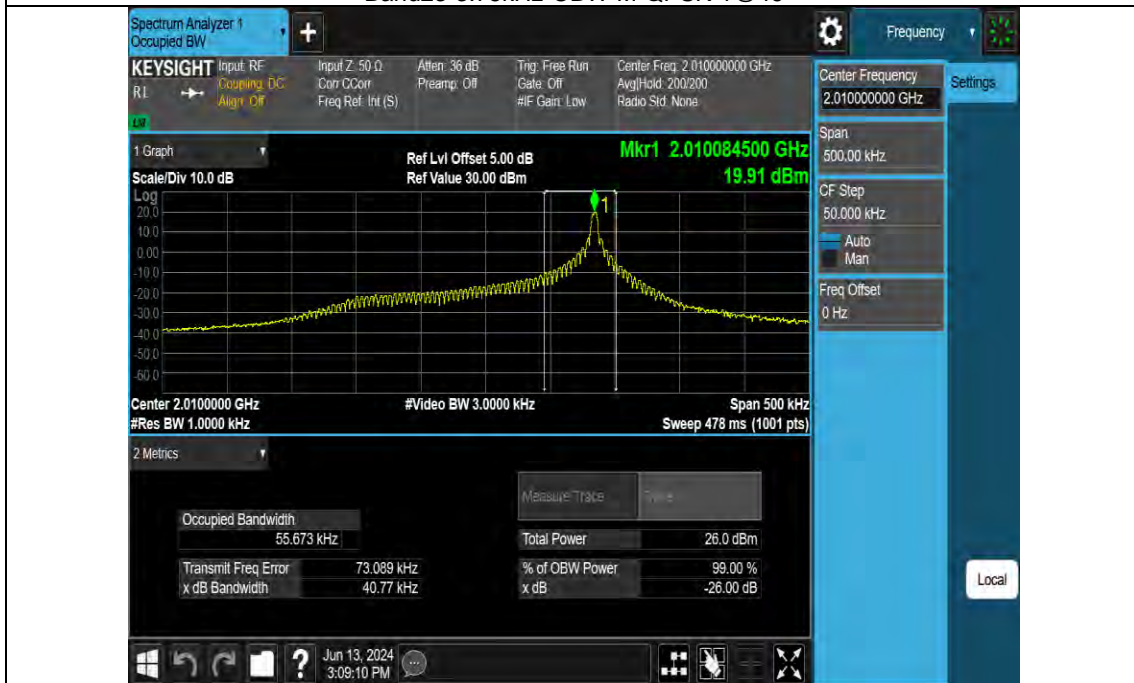 Spectrum Analyzer 1
Occupied BW
+
Frequency
KEYSIGHT
R L
LXI
Input: RF
Coupling: DC
Align: Off
Input Z: 50 Ω
Corr CCorr
Freq Ref: Int (S)
Atten: 36 dB
Preamp: Off
Trig: Free Run
Gate: Off
#IF Gain: Low
Center Freq: 2.010000000 GHz
Avg|Hold: 200/200
Radio Std: None
Center Frequency
2.010000000 GHz
Settings
Span
500.00 kHz
CF Step
50.000 kHz
Auto
Man
Freq Offset
0 Hz
1 Graph
Scale/Div 10.0 dB
Ref Lvl Offset 5.00 dB
Ref Value 30.00 dBm
Mkr1 2.010084500 GHz
19.91 dBm
Log
20.0
10.0
0.00
-10.0
-20.0
-30.0
-40.0
-50.0
-60.0
1
Center 2.0100000 GHz
#Res BW 1.0000 kHz
#Video BW 3.0000 kHz
Span 500 kHz
Sweep 478 ms (1001 pts)
2 Metrics
Measure Trace
Occupied Bandwidth
55.673 kHz
Total Power 26.0 dBm
Transmit Freq Error 73.089 kHz
% of OBW Power 99.00 %
x dB Bandwidth 40.77 kHz
x dB -26.00 dB
Local
?
Jun 13, 2024
3:09:10 PM